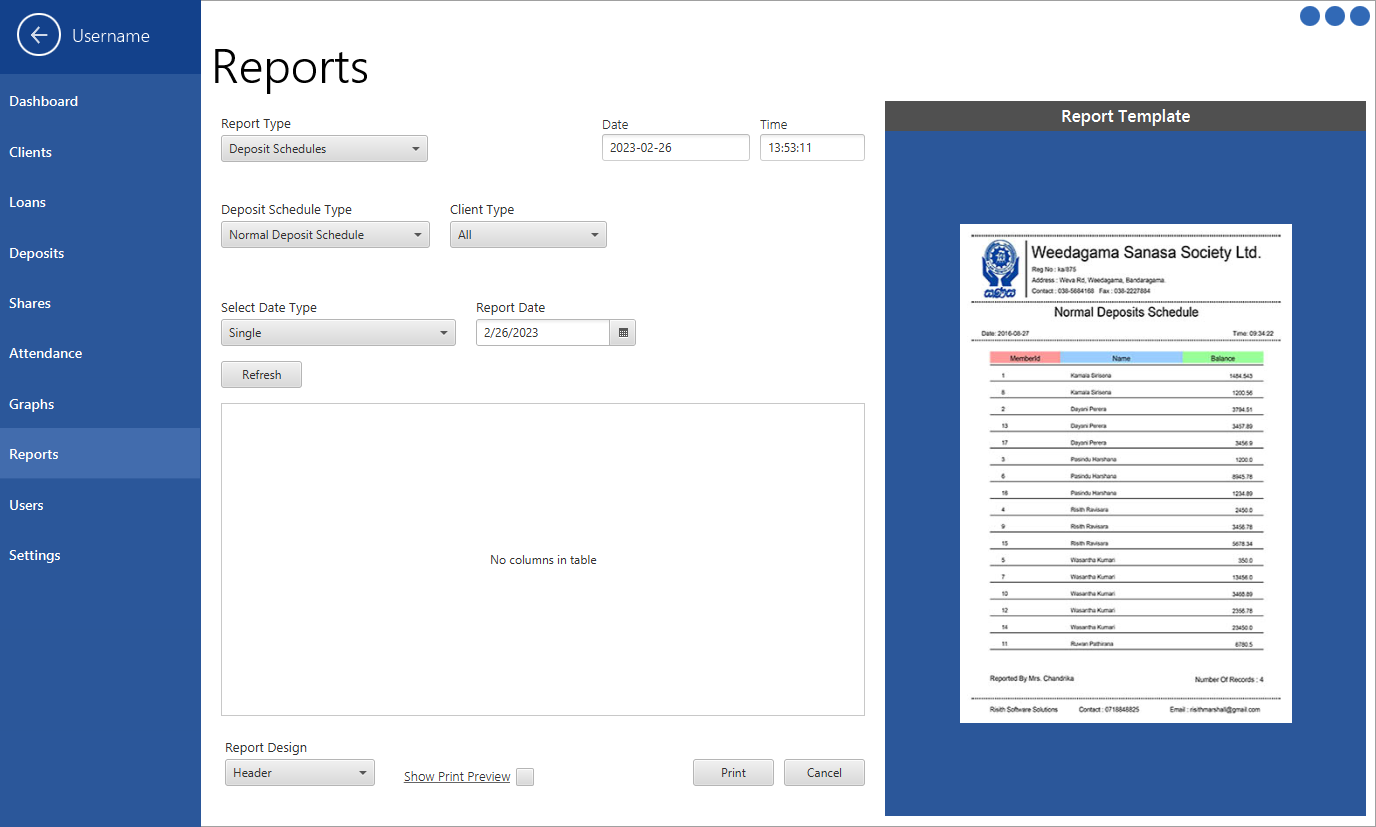 Username
Dashboard
Clients
Loans
Deposits
Shares
Attendance
Graphs
Reports
Users
Settings
Reports
Report Type
Deposit Schedules
Date
2023-02-26
Time
13:53:11
Deposit Schedule Type
Normal Deposit Schedule
Client Type
All
Select Date Type
Single
Report Date
2/26/2023
Refresh
No columns in table
Report Design
Header
Show Print Preview
Print
Cancel
Report Template
සණස
Weedagama Sanasa Society Ltd.
Reg No : ka/875
Address : Weva Rd, Weedagama, Bandaragama.
Contact : 038-5684168 Fax : 038-2227884
Normal Deposits Schedule
Date: 2016-08-27 Time: 09:34:22
MemberId Name Balance
1 Kamala Sirisena 1484.543
8 Kamala Sirisena 1200.56
2 Dayani Perera 3794.51
13 Dayani Perera 3457.89
17 Dayani Perera 3456.9
3 Pasindu Harshana 1200.0
6 Pasindu Harshana 8945.78
16 Pasindu Harshana 1234.89
4 Risith Ravisara 2450.0
9 Risith Ravisara 3456.78
15 Risith Ravisara 5678.34
5 Wasantha Kumari 350.0
7 Wasantha Kumari 13456.0
10 Wasantha Kumari 3468.89
12 Wasantha Kumari 2356.78
14 Wasantha Kumari 23450.0
11 Ruwan Pathirana 6780.5
Reported By Mrs. Chandrika Number Of Records : 4
Risith Software Solutions Contact : 0718848825 Email : risithmarshall@gmail.com